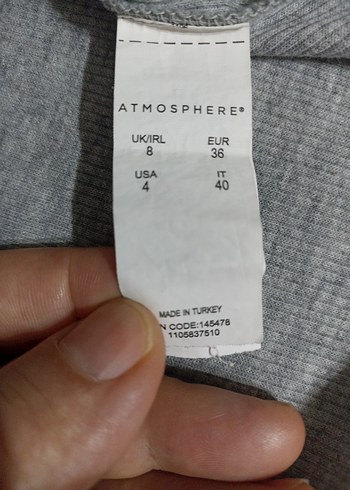 ATMOSPHERE®
UK/IRL EUR
8 36
USA IT
4 40
MADE IN TURKEY
N CODE:145478
1105837510